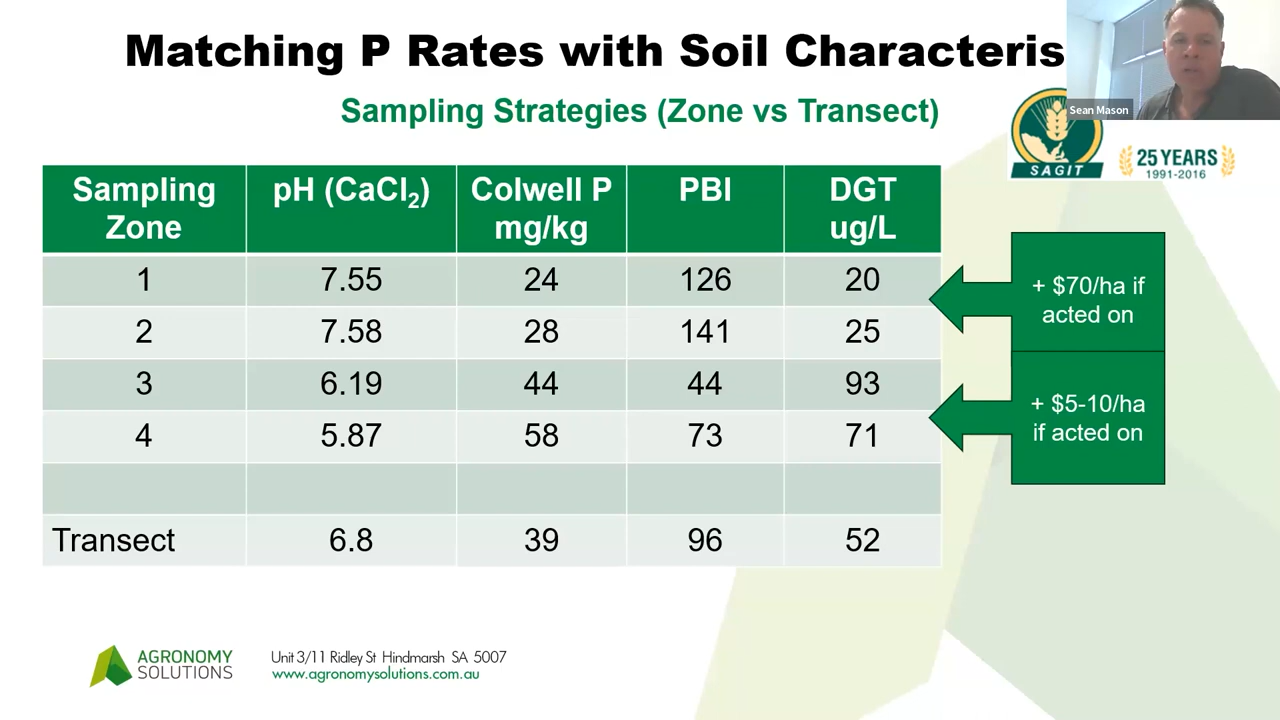 Matching P Rates with Soil Characteris
Sampling Strategies (Zone vs Transect)
Sean Mason
SAGIT
25 YEARS
1991-2016
Sampling Zone pH (CaCl₂) Colwell P mg/kg PBI DGT ug/L
1 7.55 24 126 20
2 7.58 28 141 25
3 6.19 44 44 93
4 5.87 58 73 71
Transect 6.8 39 96 52
+ $70/ha if
acted on
+ $5-10/ha
if acted on
AGRONOMY
SOLUTIONS
Unit 3/11 Ridley St Hindmarsh SA 5007
www.agronomysolutions.com.au